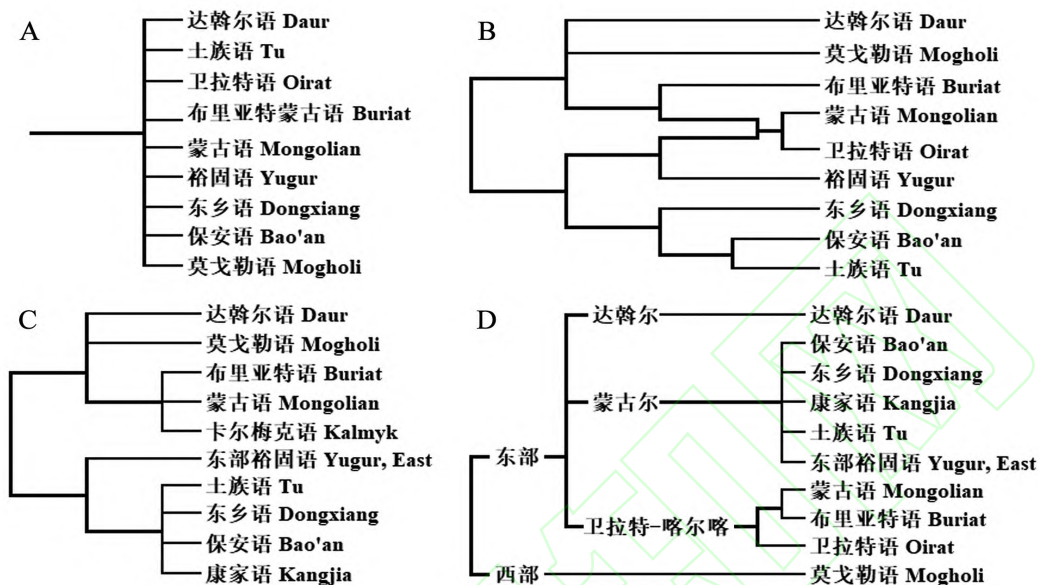 A
达斡尔语 Daur
土族语 Tu
卫拉特语 Oirat
布里亚特蒙古语 Buriat
蒙古语 Mongolian
裕固语 Yugur
东乡语 Dongxiang
保安语 Bao'an
莫戈勒语 Mogholi
B
达斡尔语 Daur
莫戈勒语 Mogholi
布里亚特语 Buriat
蒙古语 Mongolian
卫拉特语 Oirat
裕固语 Yugur
东乡语 Dongxiang
保安语 Bao'an
土族语 Tu
C
达斡尔语 Daur
莫戈勒语 Mogholi
布里亚特语 Buriat
蒙古语 Mongolian
卡尔梅克语 Kalmyk
东部裕固语 Yugur, East
土族语 Tu
东乡语 Dongxiang
保安语 Bao'an
康家语 Kangjia
D
东部
西部
达斡尔
蒙古尔
卫拉特-喀尔喀
达斡尔语 Daur
保安语 Bao'an
东乡语 Dongxiang
康家语 Kangjia
土族语 Tu
东部裕固语 Yugur, East
蒙古语 Mongolian
布里亚特语 Buriat
卫拉特语 Oirat
莫戈勒语 Mogholi